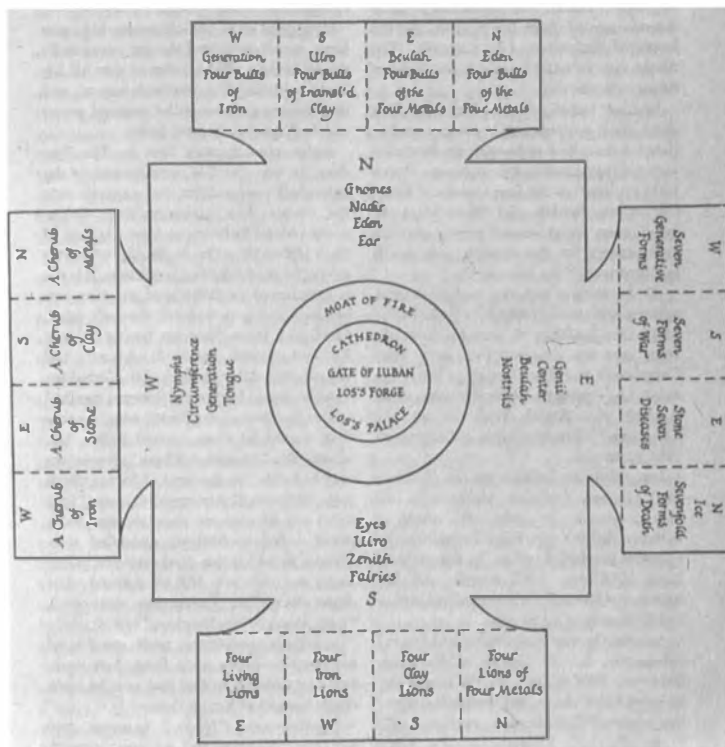 W
Generation
Four Bulls
of
Iron
S
Ulro
Four Bulls
of Enamel'd
Clay
E
Beulah
Four Bulls
of the
Four Metals
N
Eden
Four Bulls
of the
Four Metals
N
Gnomes
Nadir
Eden
Ear
N
A Cherub
of
Metals
S
A Cherub
of
Clay
E
A Cherub
of
Stone
W
A Cherub
of
Iron
W
Nymphs
Circumference
Generation
Tongue
MOAT OF FIRE
CATHEDRON
GATE OF LUBAN
LOS'S FORGE
LOS'S PALACE
E
Genii
Center
Beulah
Nostrils
W
Seven
Generative
Forms
S
Seven
Forms
of War
E
Stone
Seven
Diseases
N
Ice
Sevenfold
Forms
of Death
Eyes
Ulro
Zenith
Fairies
S
Four
Living
Lions
E
Four
Iron
Lions
W
Four
Clay
Lions
S
Four
Lions of
Four Metals
N